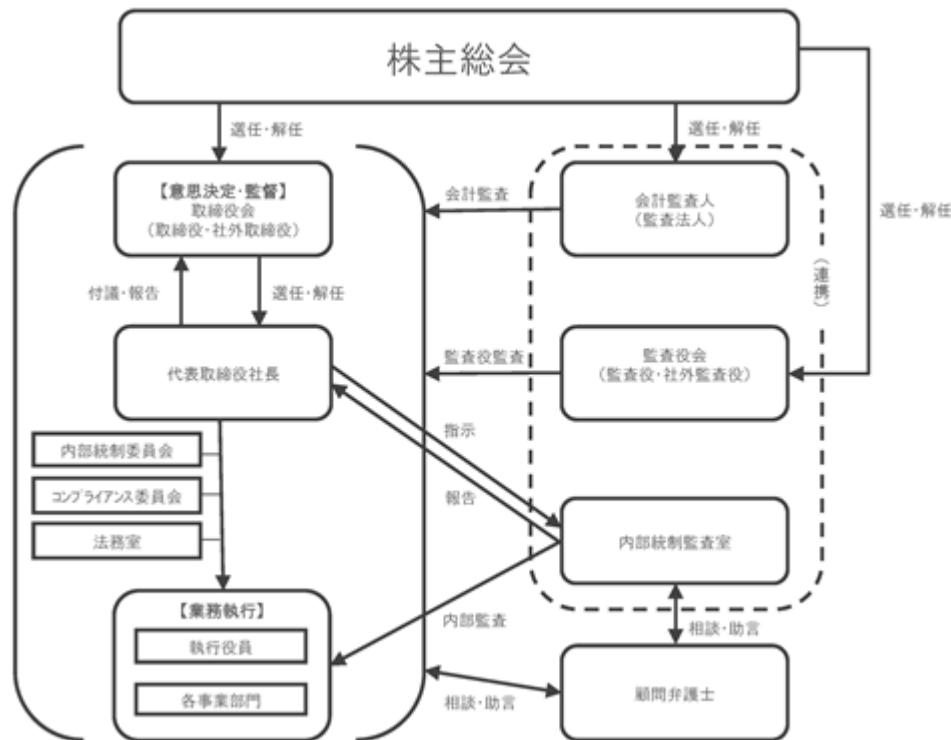 株主総会
選任・解任
選任・解任
選任・解任
【意思決定・監督】
取締役会
（取締役・社外取締役）
会計監査
会計監査人
（監査法人）
（連携）
付議・報告
選任・解任
代表取締役社長
監査役監査
監査役会
（監査役・社外監査役）
指示
報告
内部統制委員会
コンプライアンス委員会
法務室
内部統制監査室
【業務執行】
執行役員
各事業部門
内部監査
相談・助言
相談・助言
顧問弁護士